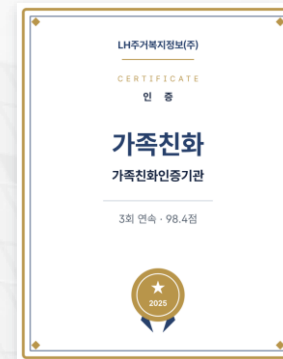 LH주거복지정보(주)
CERTIFICATE
인 증
가족친화
가족친화인증기관
3회 연속 · 98.4점
2025